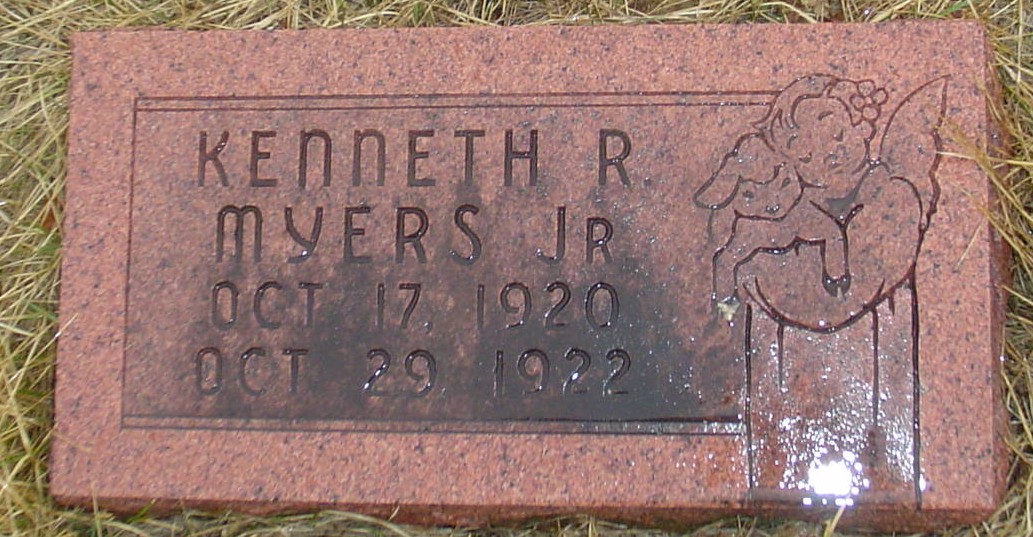 KENNETH R
MYERS JR
OCT 17, 1920
OCT 29, 1922